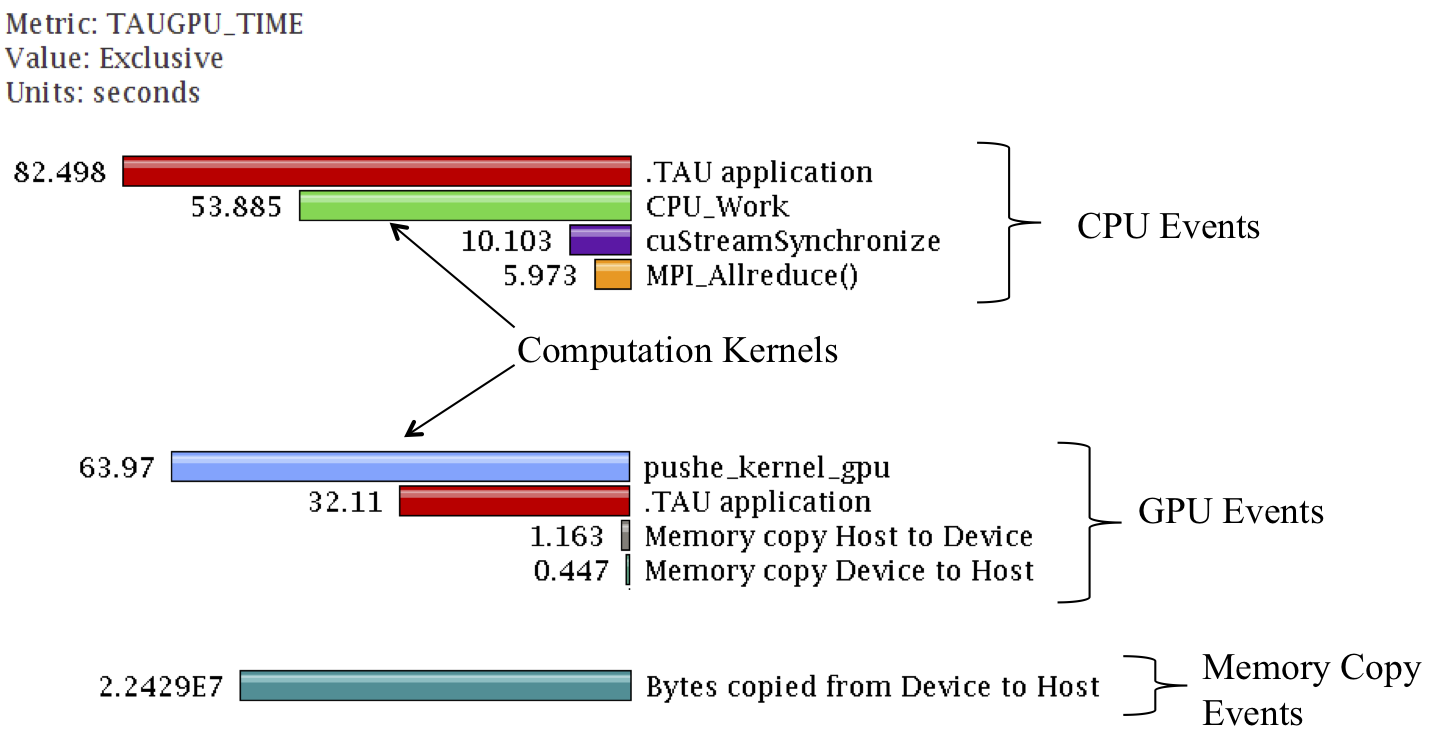 Metric: TAUGPU_TIME
Value: Exclusive
Units: seconds
82.498 .TAU application
53.885 CPU_Work
10.103 cuStreamSynchronize
5.973 MPI_Allreduce()
CPU Events
Computation Kernels
63.97 pushe_kernel_gpu
32.11 .TAU application
1.163 Memory copy Host to Device
0.447 Memory copy Device to Host
GPU Events
2.2429E7 Bytes copied from Device to Host
Memory Copy
Events